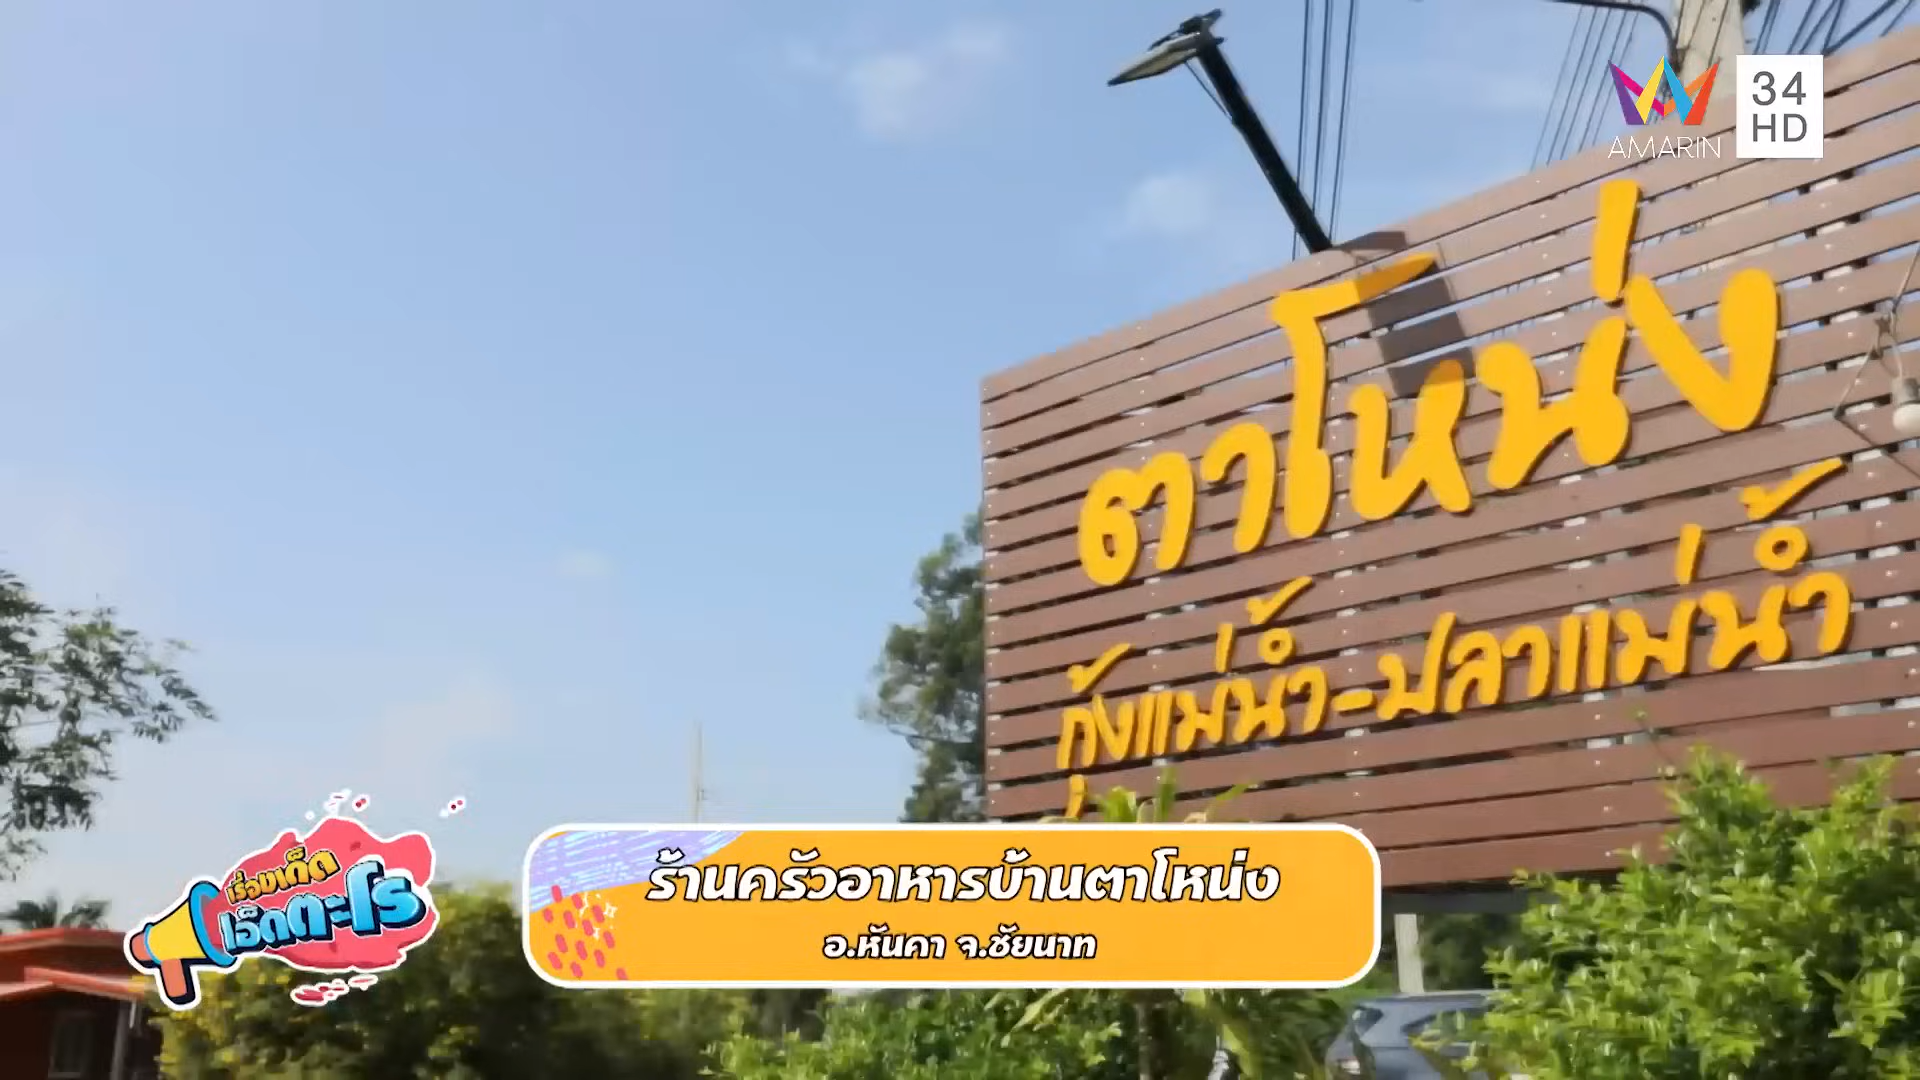 AMARIN
34
HD
ตาโหน่ง
กุ้งแม่น้ำ-ปลาแม่น้ำ
เรื่องเด็ด
เอ็ดตะโร
ร้านครัวอาหารบ้านตาโหน่ง
อ.หันคา จ.ชัยนาท